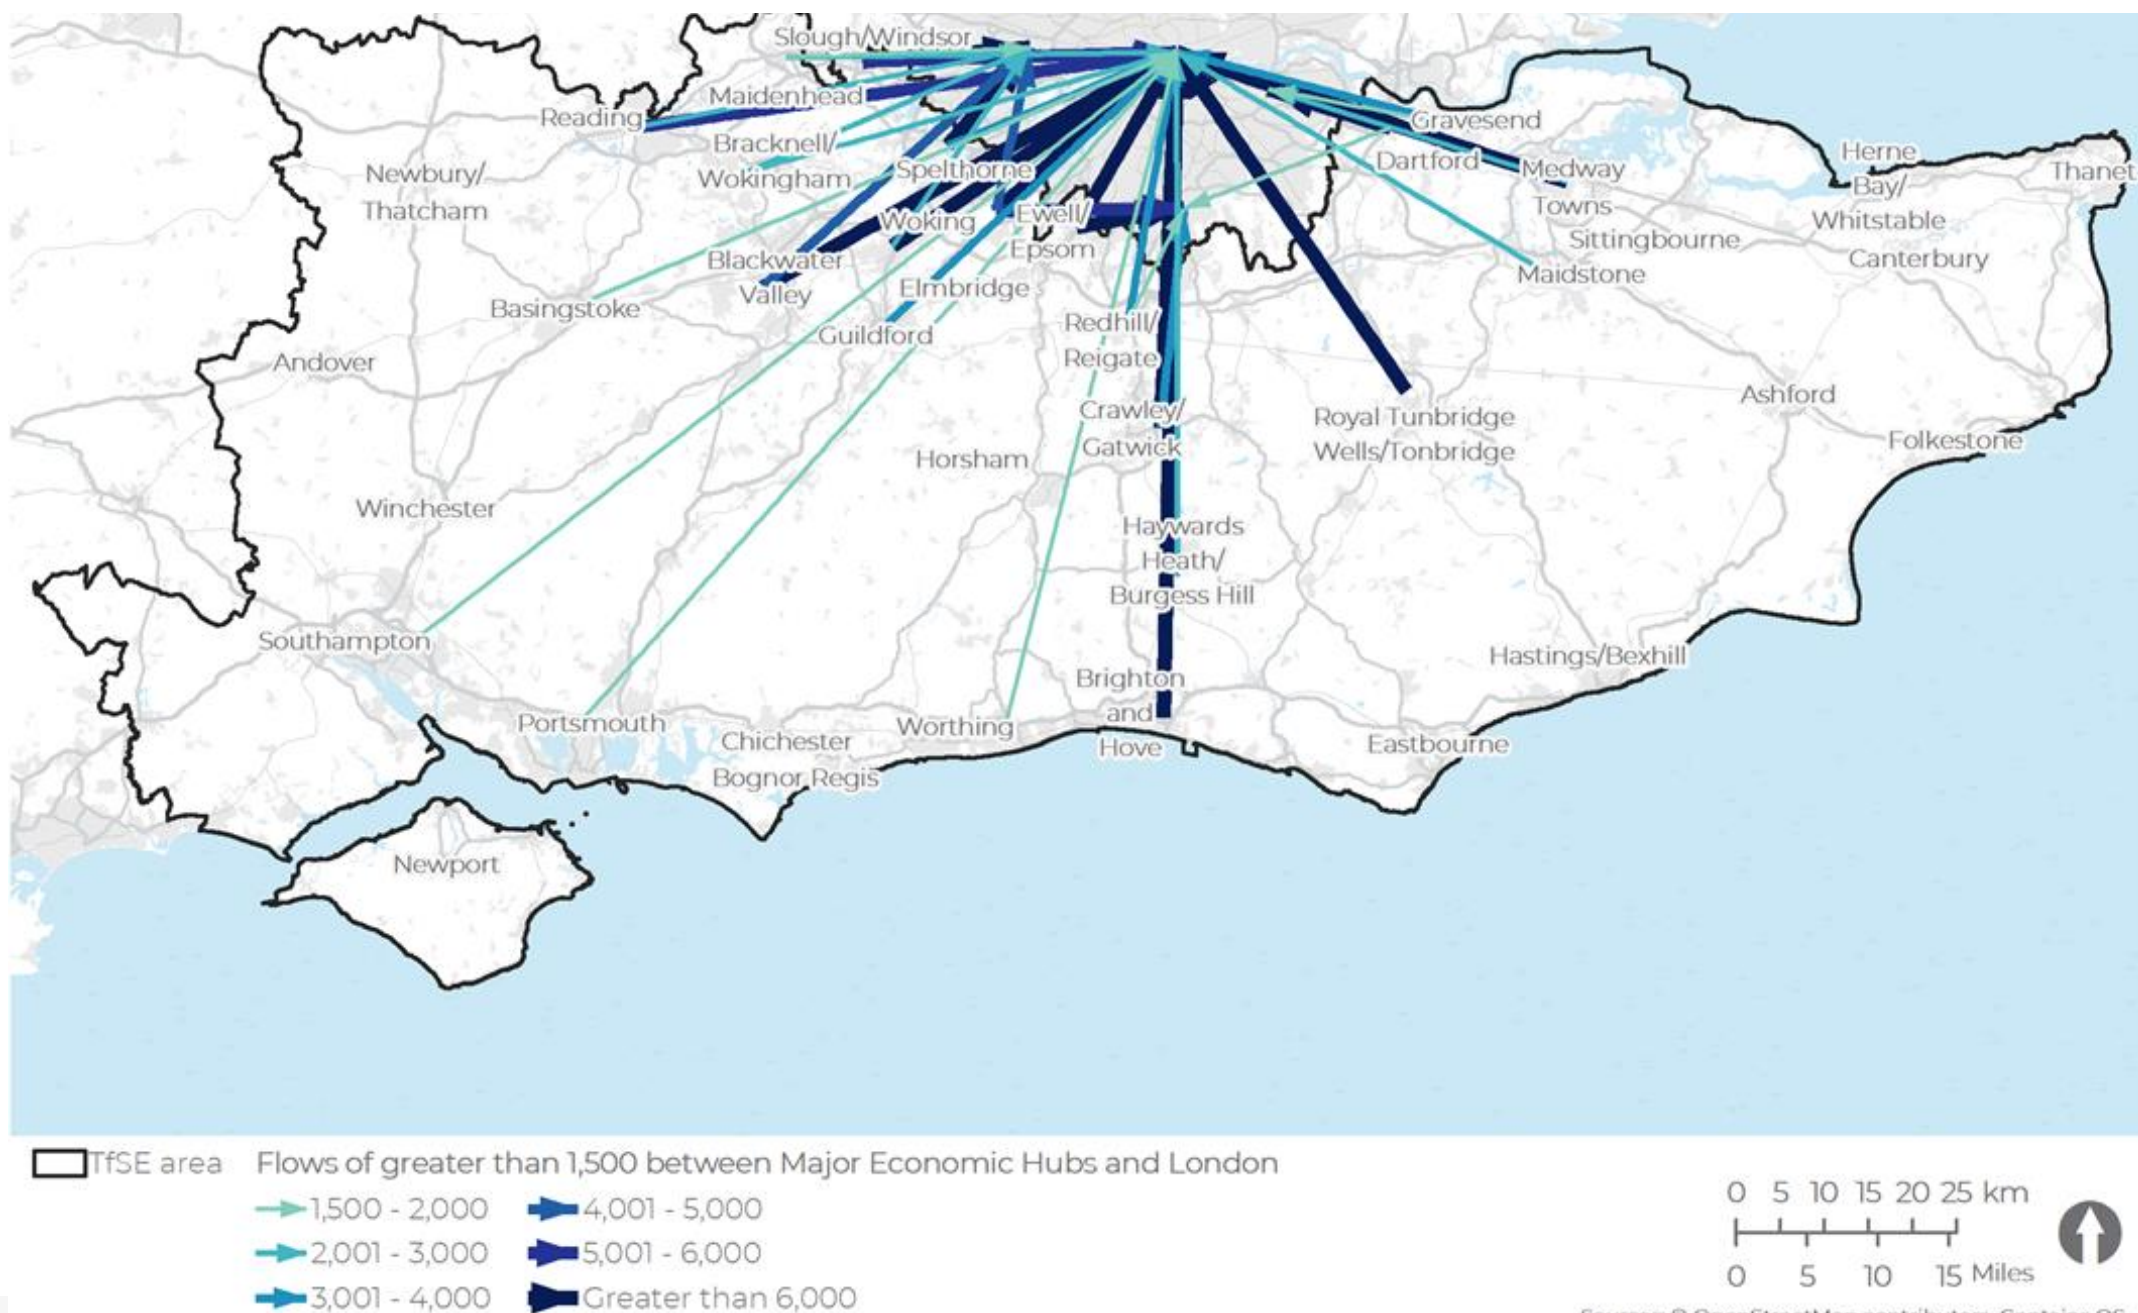 Slough/Windsor
Maidenhead
Reading
Bracknell/
Wokingham
Newbury/
Thatcham
Spelthorne
Woking
Ewell/
Epsom
Blackwater
Valley
Elmbridge
Basingstoke
Guildford
Redhill/
Reigate
Andover
Crawley/
Gatwick
Horsham
Winchester
Haywards
Heath/
Burgess Hill
Southampton
Portsmouth
Chichester
Bognor Regis
Worthing
Brighton
and
Hove
Newport
Gravesend
Dartford
Medway
Towns
Sittingbourne
Maidstone
Herne
Bay/
Whitstable
Canterbury
Thanet
Royal Tunbridge
Wells/Tonbridge
Ashford
Folkestone
Hastings/Bexhill
Eastbourne
TfSE area
Flows of greater than 1,500 between Major Economic Hubs and London
1,500 - 2,000
2,001 - 3,000
3,001 - 4,000
4,001 - 5,000
5,001 - 6,000
Greater than 6,000
0 5 10 15 20 25 km
0 5 10 15 Miles